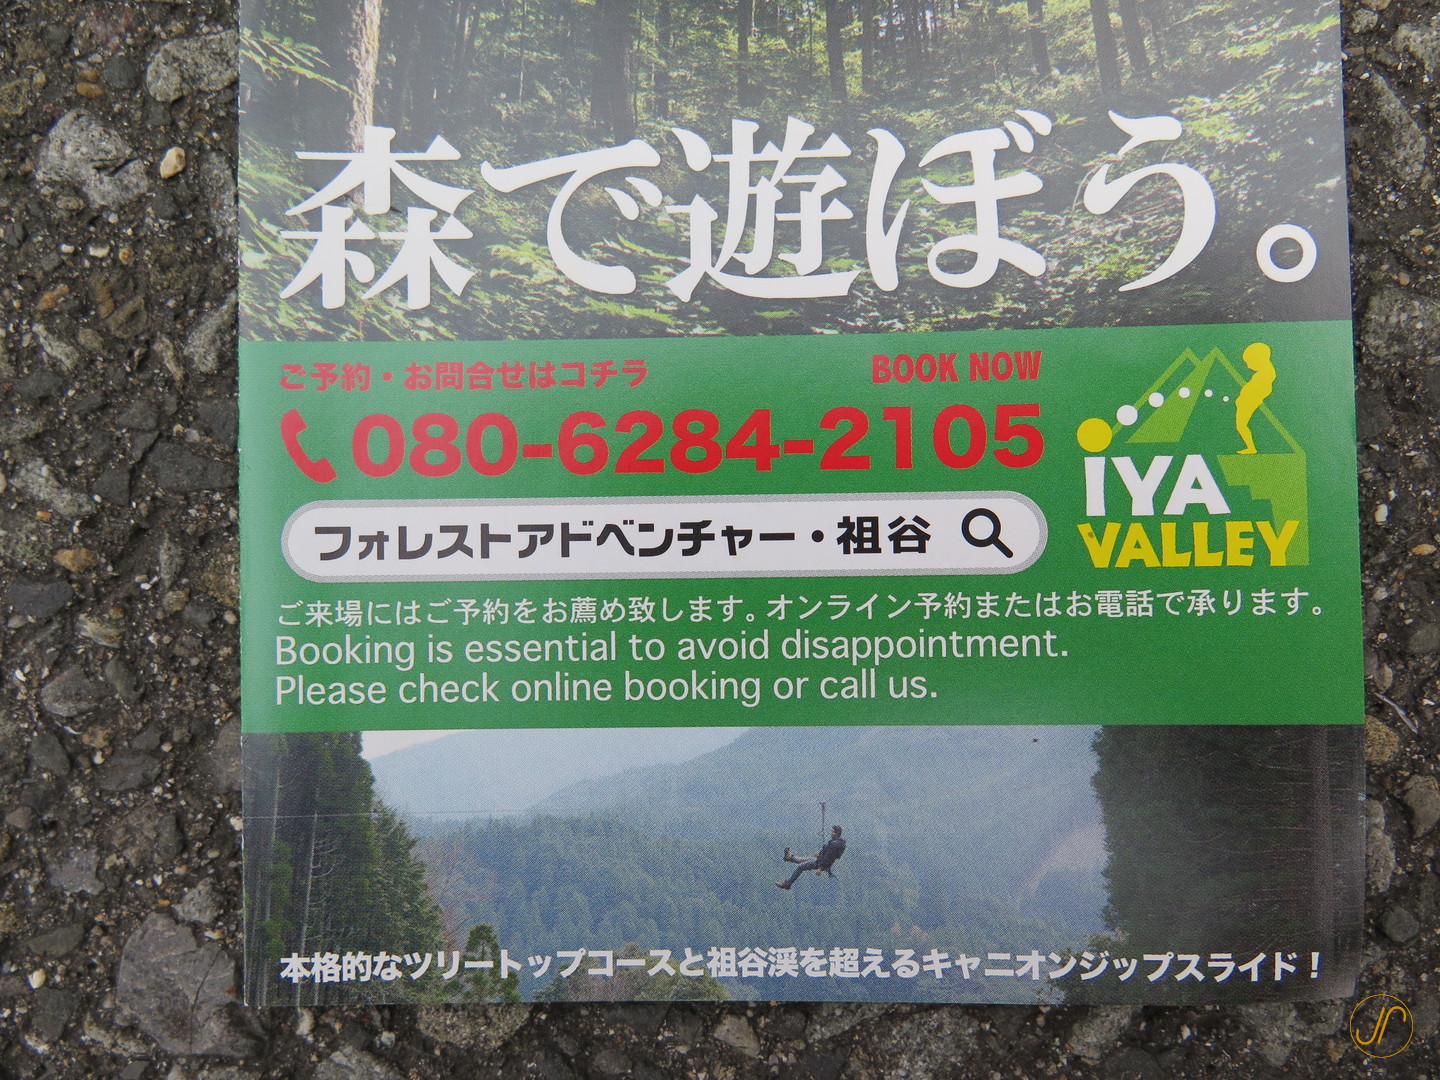 森で遊ぼう。
ご予約・お問合せはコチラ
BOOK NOW
080-6284-2105
IYA
VALLEY
フォレストアドベンチャー・祖谷
ご来場にはご予約をお薦め致します。オンライン予約またはお電話で承ります。
Booking is essential to avoid disappointment.
Please check online booking or call us.
本格的なツリートップコースと祖谷渓を超えるキャニオンジップスライド！